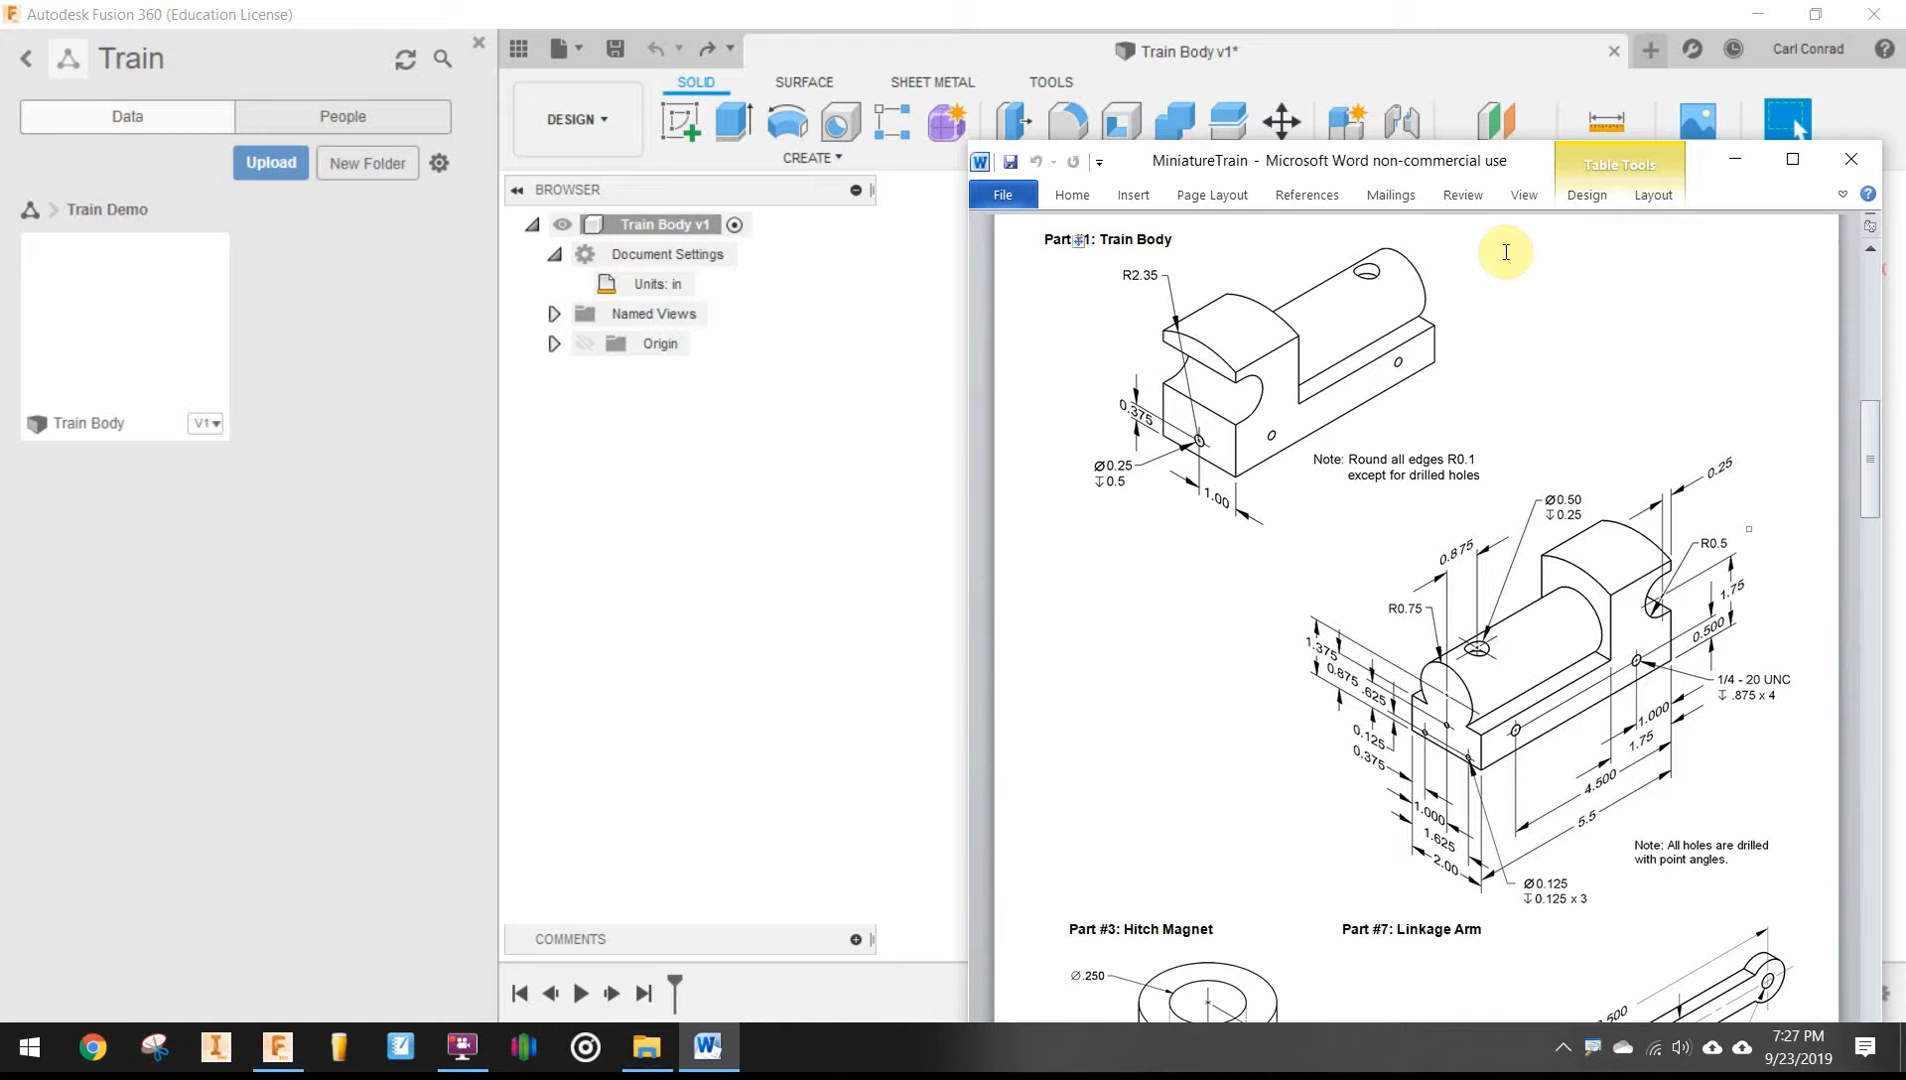 Autodesk Fusion 360 (Education License)
Train
Data
People
Upload
New Folder
Train Demo
Train Body
V1
Train Body v1*
Carl Conrad
SOLID
SURFACE
SHEET METAL
TOOLS
DESIGN
CREATE
BROWSER
Train Body v1
Document Settings
Units: in
Named Views
Origin
COMMENTS
MiniatureTrain - Microsoft Word non-commercial use
Table Tools
File
Home
Insert
Page Layout
References
Mailings
Review
View
Design
Layout
Part #1: Train Body
R2.35
0.375
Ø0.25
↧0.5
1.00
Note: Round all edges R0.1
except for drilled holes
0.25
Ø0.50
↧0.25
0.875
R0.5
1.75
R0.75
0.500
1.375
0.875
.625
1/4 - 20 UNC
↧ .875 x 4
0.125
0.375
1.000
1.75
4.500
5.5
1.000
1.625
2.00
Note: All holes are drilled
with point angles.
Ø0.125
↧0.125 x 3
Part #3: Hitch Magnet
Part #7: Linkage Arm
Ø.250
7:27 PM
9/23/2019